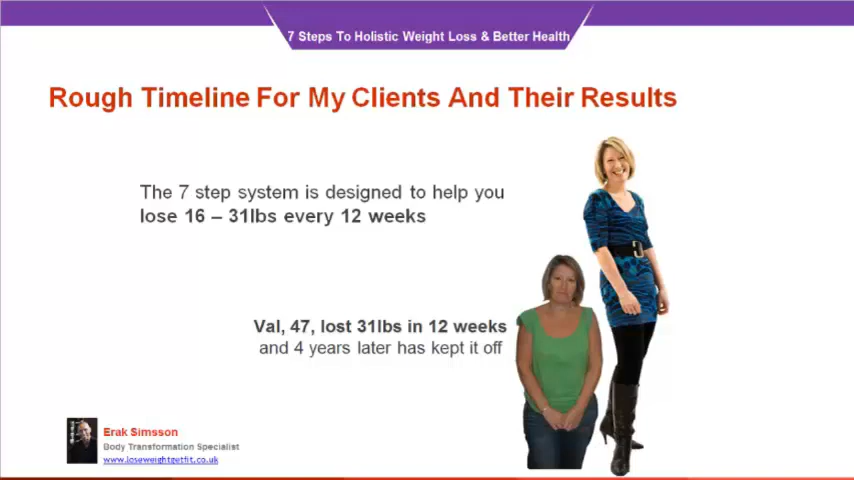 7 Steps To Holistic Weight Loss & Better Health
Rough Timeline For My Clients And Their Results
The 7 step system is designed to help you
lose 16 – 31lbs every 12 weeks
Val, 47, lost 31lbs in 12 weeks
and 4 years later has kept it off
Erak Simsson
Body Transformation Specialist
www.loseweightgetfit.co.uk